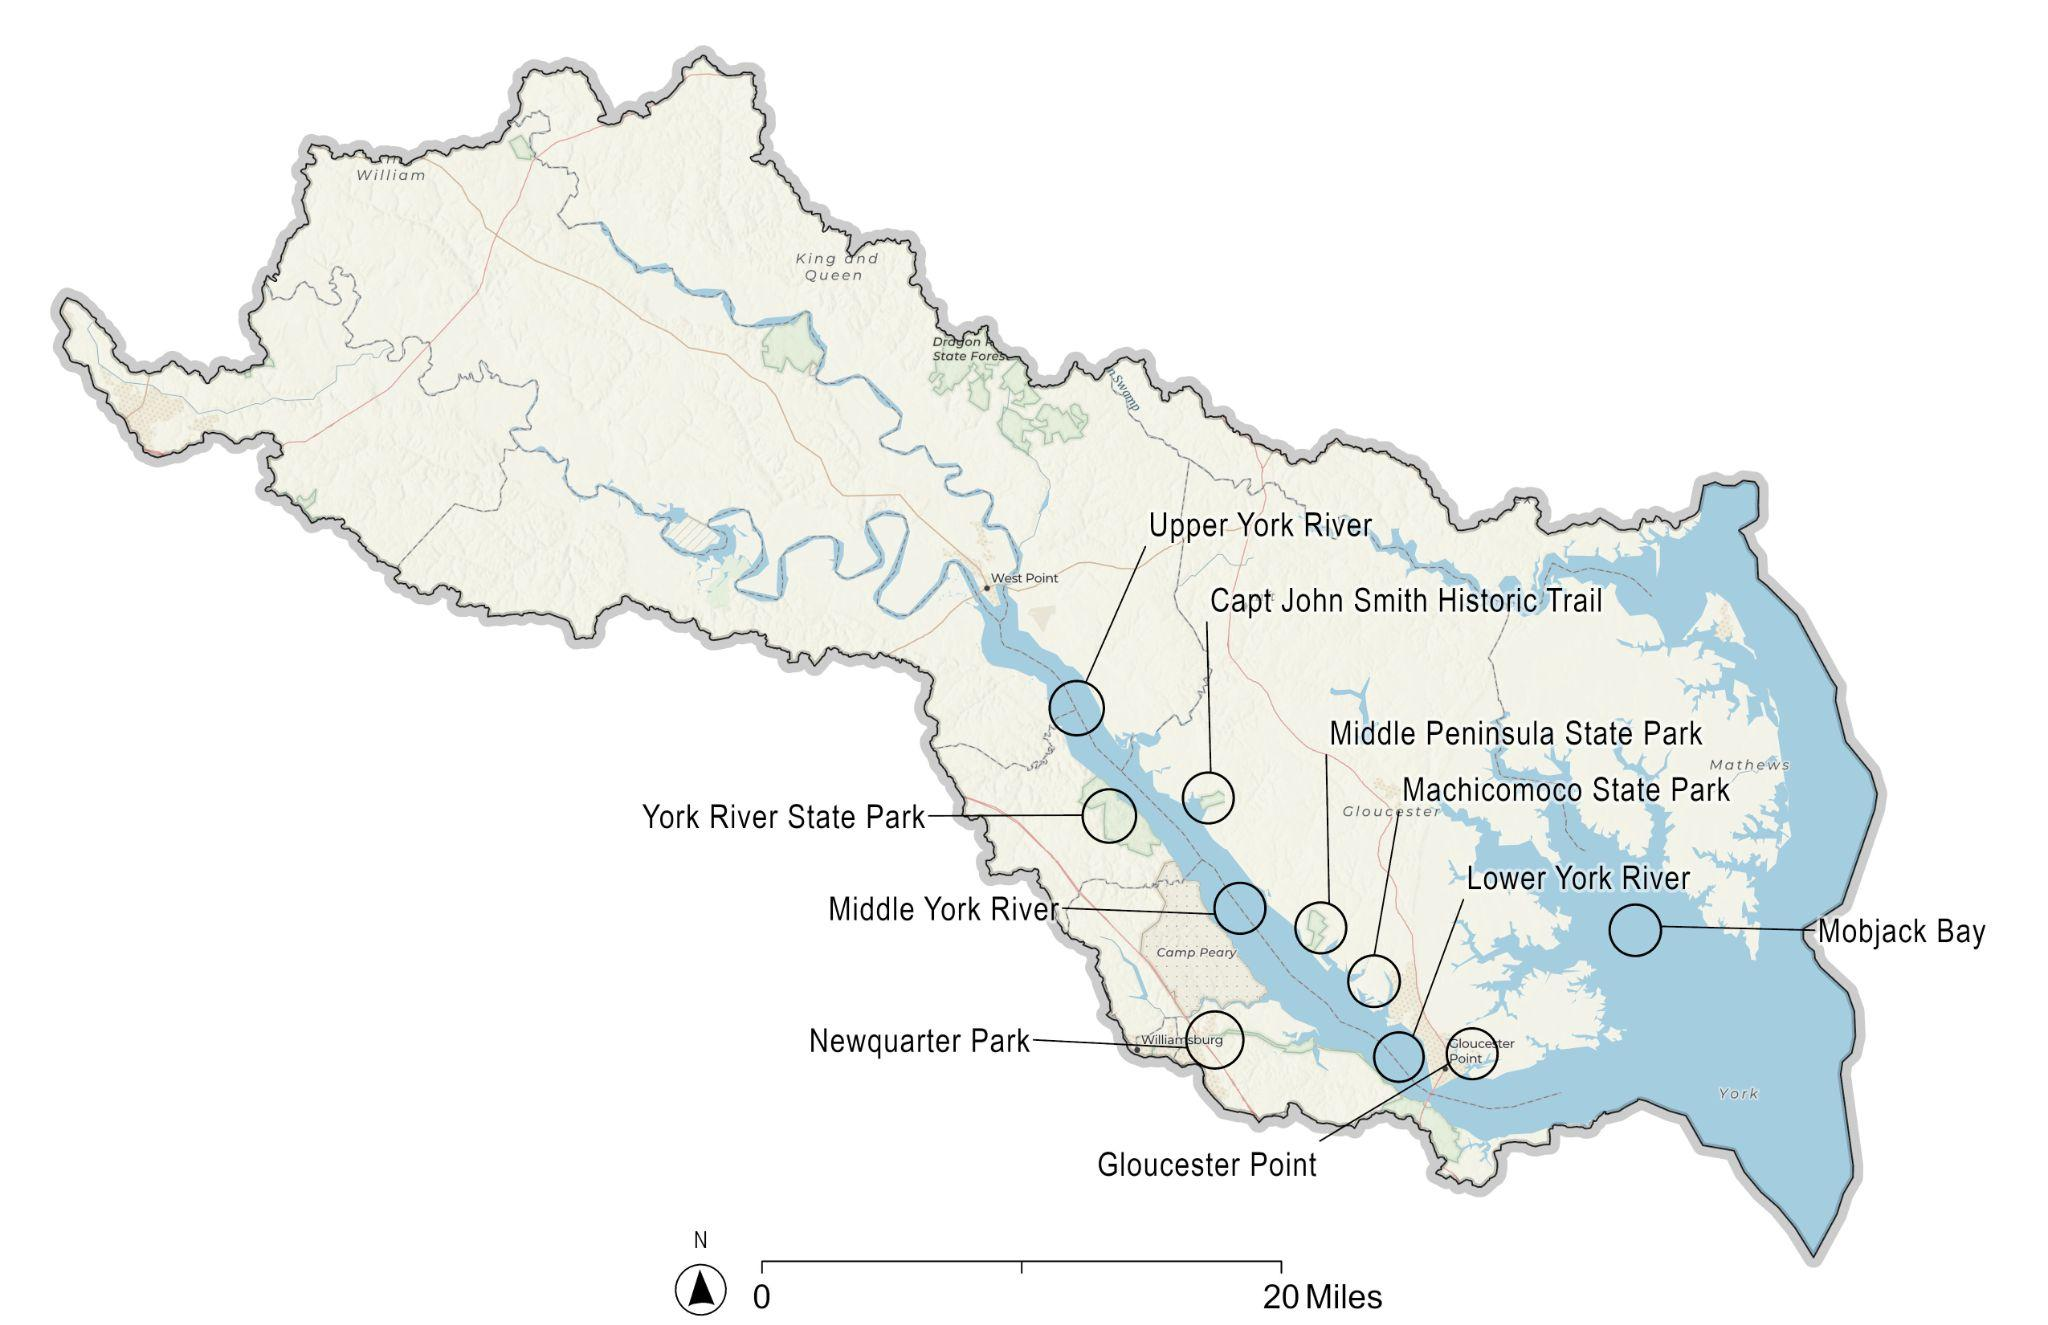 William
King and
Queen
Dragon
State Fores
n Swamp
Upper York River
West Point
Capt John Smith Historic Trail
Middle Peninsula State Park
Mathews
Machicomoco State Park
Gloucester
York River State Park
Lower York River
Middle York River
Mobjack Bay
Camp Peary
Newquarter Park
Williamsburg
Gloucester
Point
York
Gloucester Point
N
0
20 Miles